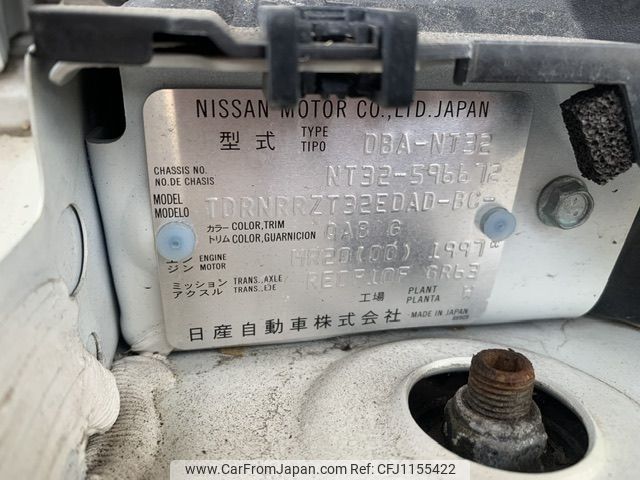 NISSAN MOTOR CO.,LTD.JAPAN
型式 TYPE TIPO DBA-NT32
CHASSIS NO. NO.DE CHASIS NT32-596672
MODEL MODELO TDRNRRZT32EDAD-BC-
カラー COLOR,TRIM
トリム COLOR,GUARNICION QAB G
エンジン ENGINE MOTOR MR20(DD) 1997
ミッション TRANS.,AXLE
アクスル TRANS.,EJE
工場 PLANT PLANTA
日産自動車株式会社 MADE IN JAPAN
www.CarFromJapan.com | www.CarFromJapan.com | CFJ1155422